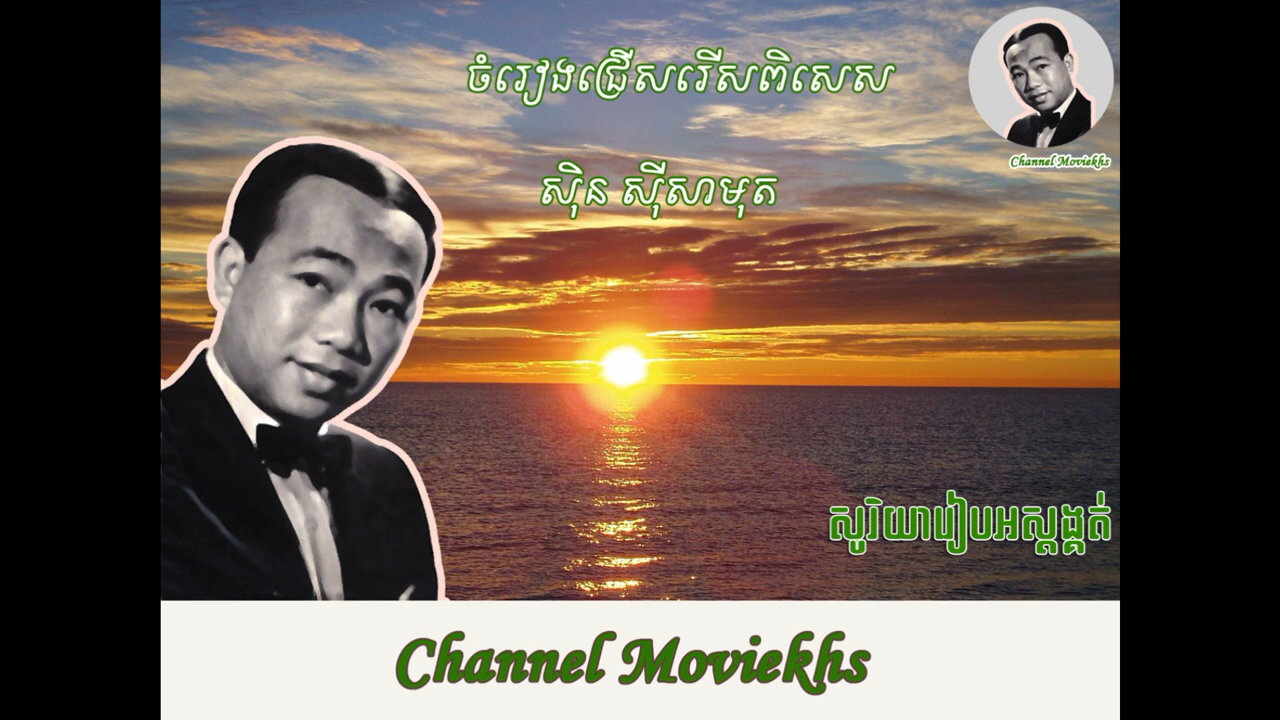 ចំរៀងជ្រើសរើសពិសេស
Channel Moviekhs
ស៊ិន ស៊ីសាមុត
សូរិយារៀបអស្តង្គត់
Channel Moviekhs